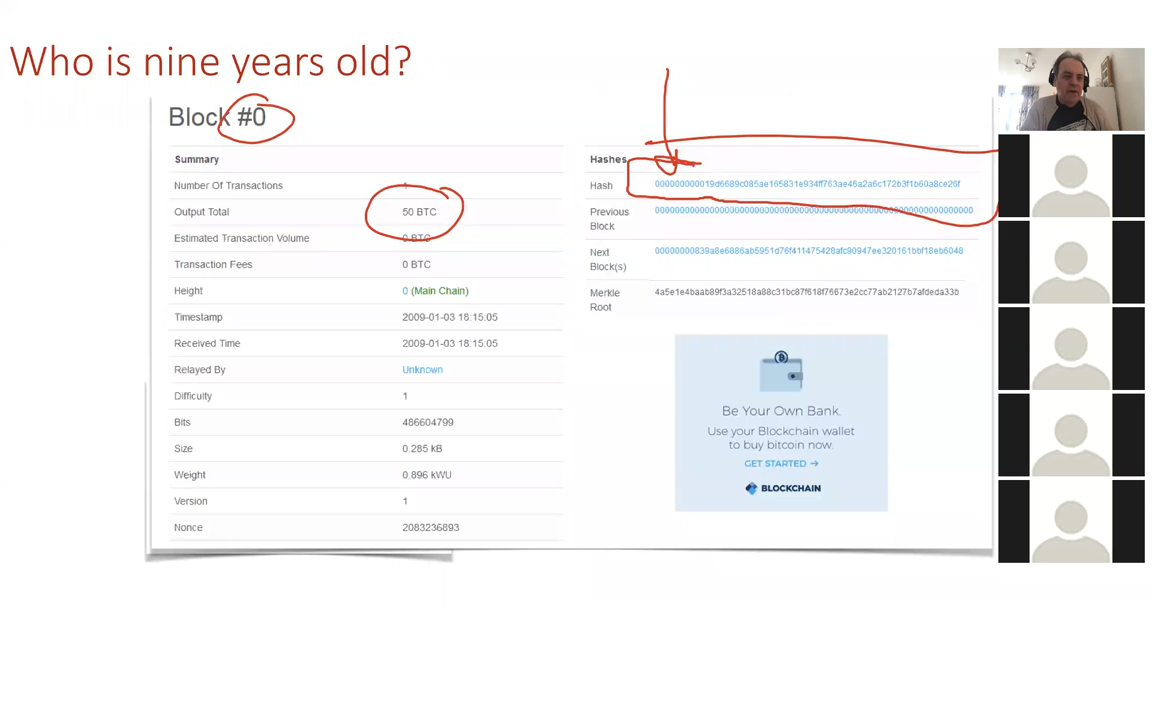 Who is nine years old?
Block #0
Summary
Number Of Transactions 1
Output Total 50 BTC
Estimated Transaction Volume 0 BTC
Transaction Fees 0 BTC
Height 0 (Main Chain)
Timestamp 2009-01-03 18:15:05
Received Time 2009-01-03 18:15:05
Relayed By Unknown
Difficulty 1
Bits 486604799
Size 0.285 kB
Weight 0.896 kWU
Version 1
Nonce 2083236893
Hashes
Hash 000000000019d6689c085ae165831e934ff763ae46a2a6c172b3f1b60a8ce26f
Previous Block 0000000000000000000000000000000000000000000000000000000000000000
Next Block(s) 00000000839a8e6886ab5951d76f411475428afc90947ee320161bbf18eb6048
Merkle Root 4a5e1e4baab89f3a32518a88c31bc87f618f76673e2cc77ab2127b7afdeda33b
Be Your Own Bank.
Use your Blockchain wallet
to buy bitcoin now.
GET STARTED →
BLOCKCHAIN